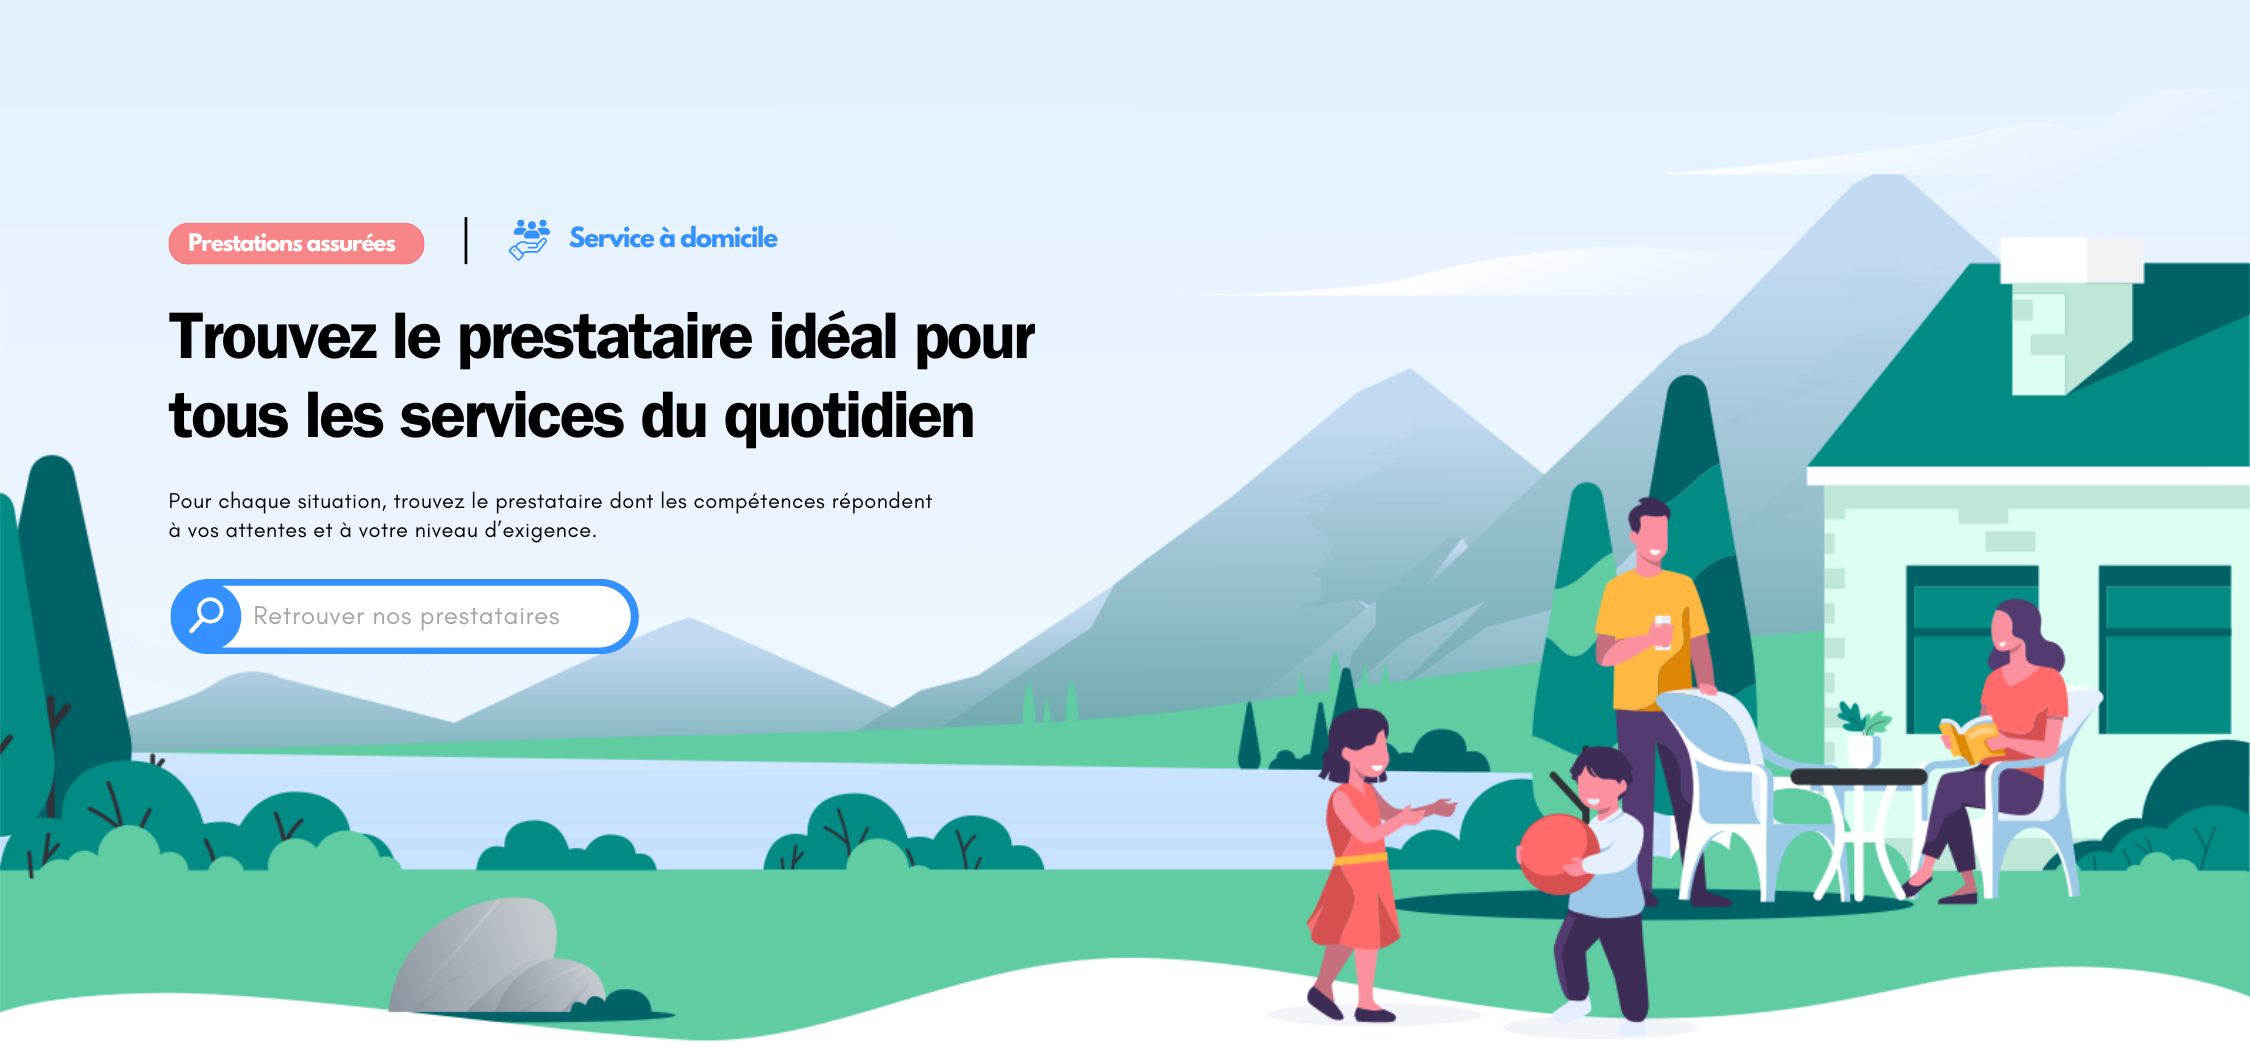 Prestations assurées
Service à domicile
Trouvez le prestataire idéal pour
tous les services du quotidien
Pour chaque situation, trouvez le prestataire dont les compétences répondent
à vos attentes et à votre niveau d’exigence.
Retrouver nos prestataires